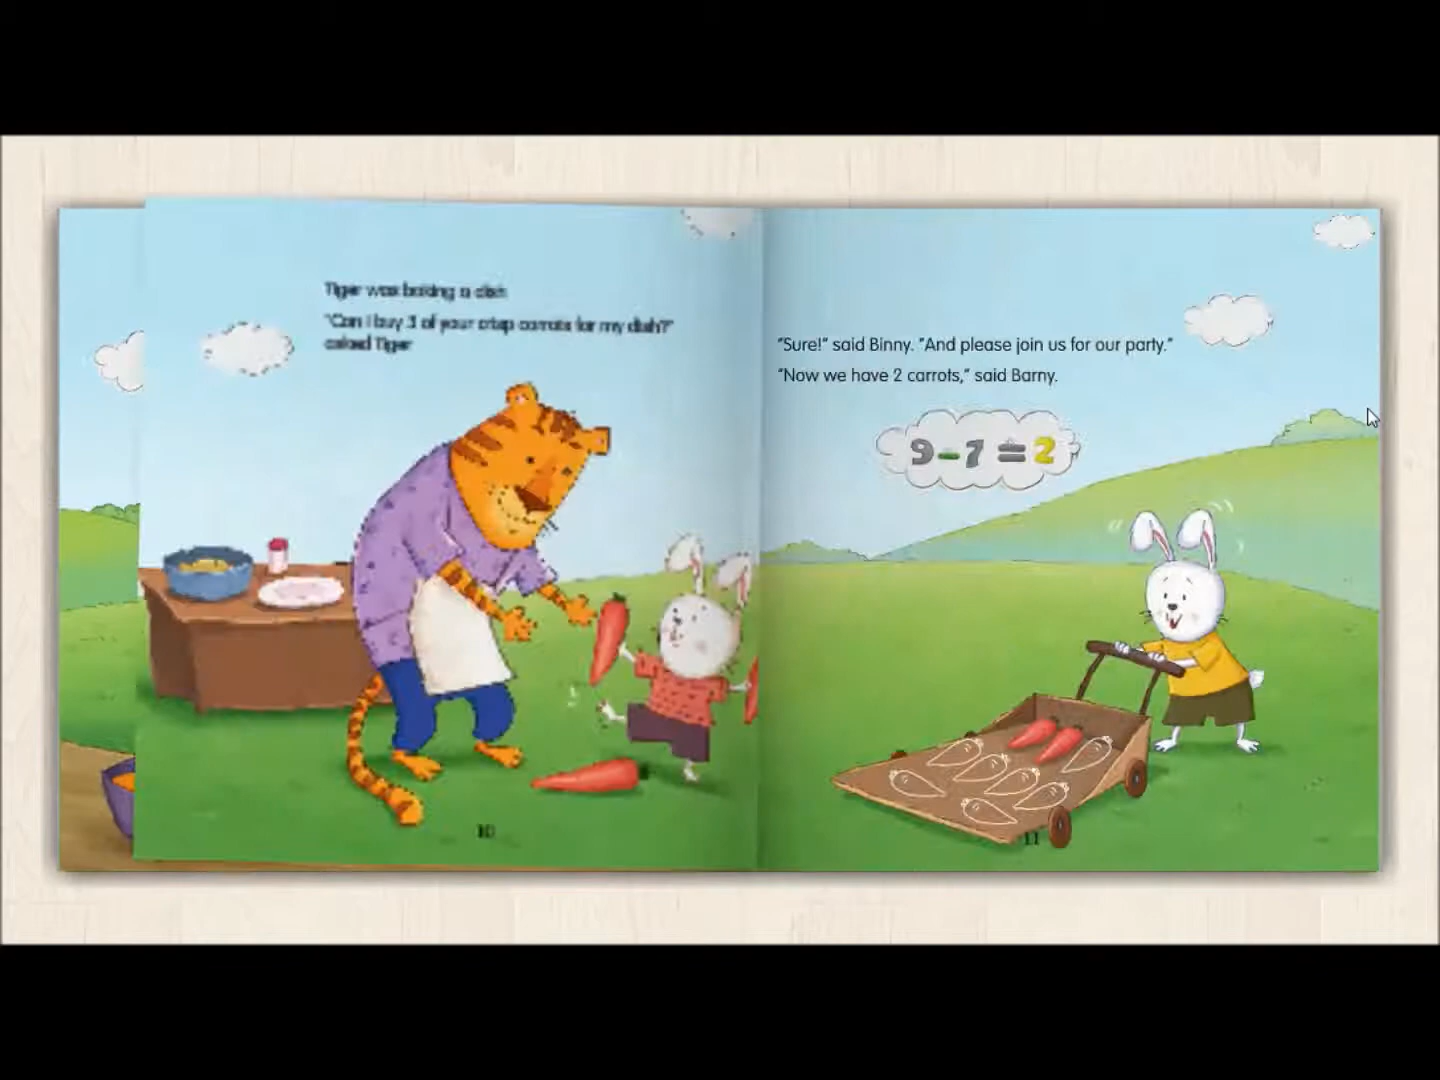 Tiger was baking a dish
"Can I buy 3 of your crisp carrots for my dish?"
asked Tiger
"Sure!" said Binny. "And please join us for our party."
"Now we have 2 carrots," said Barny.
9-7=2
10
11